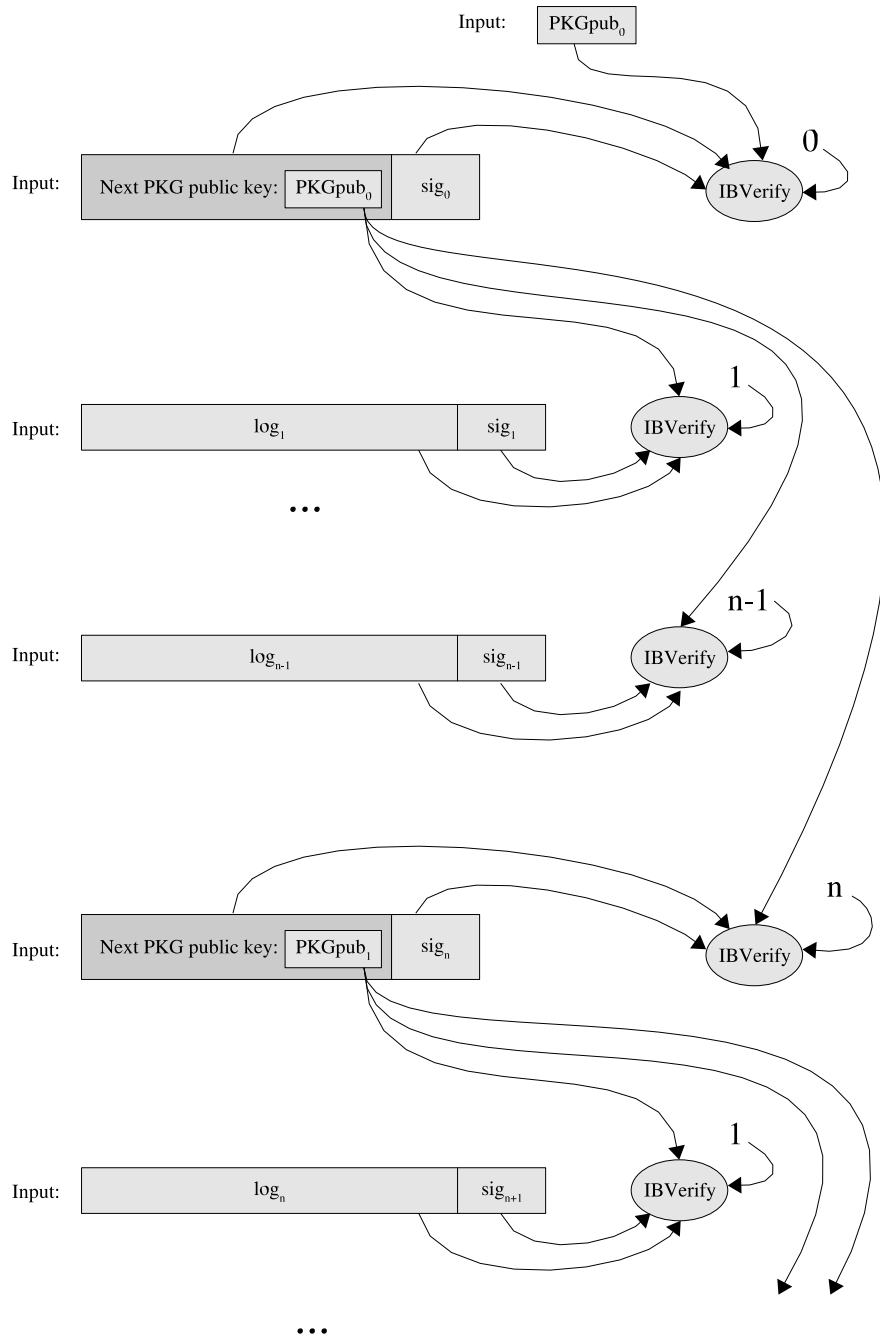 Input: PKGpub₀
0
Input: Next PKG public key: PKGpub₀ sig₀ IBVerify
1
Input: log₁ sig₁ IBVerify
...
n-1
Input: logₙ₋₁ sigₙ₋₁ IBVerify
n
Input: Next PKG public key: PKGpub₁ sigₙ IBVerify
1
Input: logₙ sigₙ₊₁ IBVerify
...